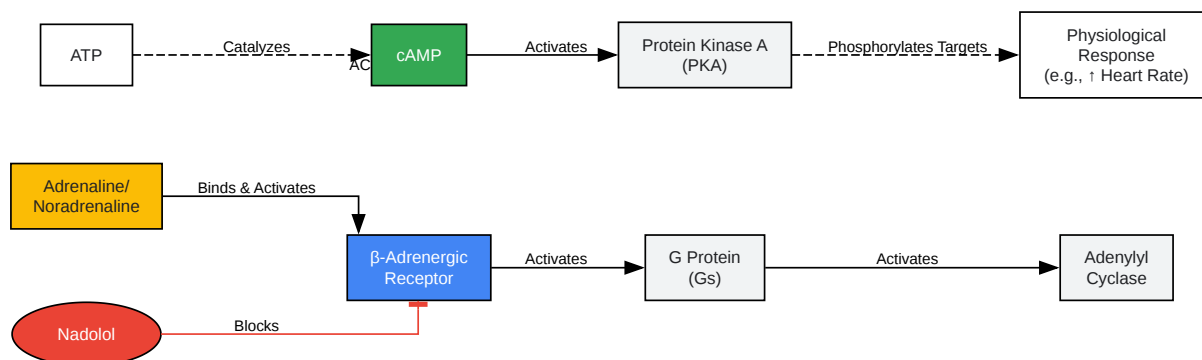 ATP
Catalyzes
AC
cAMP
Activates
Protein Kinase A
(PKA)
Phosphorylates Targets
Physiological
Response
(e.g., ↑ Heart Rate)
Adrenaline/
Noradrenaline
Binds & Activates
β-Adrenergic
Receptor
Activates
G Protein
(Gs)
Activates
Adenylyl
Cyclase
Nadolol
Blocks